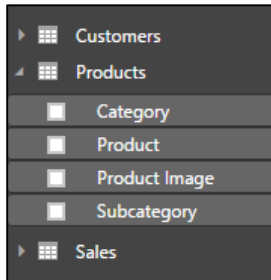 Customers
Products
Category
Product
Product Image
Subcategory
Sales